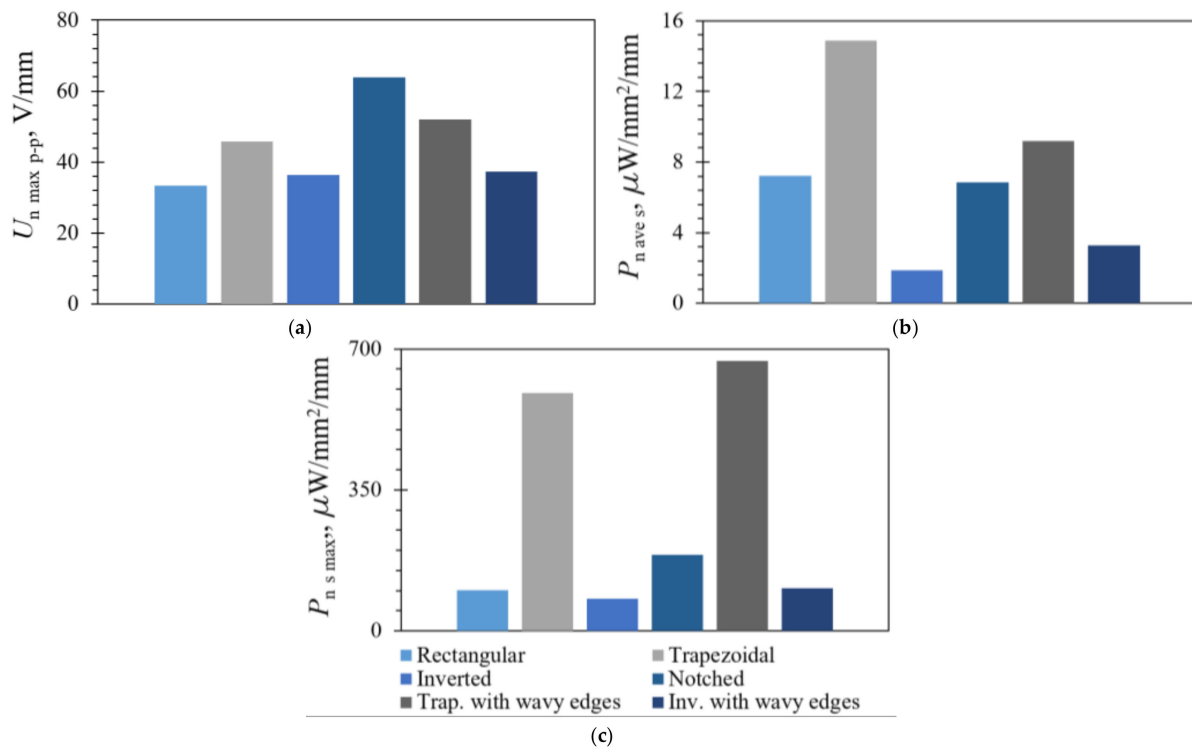 80
60
40
20
0
U n max p-p, V/mm
(a)
16
12
8
4
0
P n ave s, μW/mm²/mm
(b)
700
350
0
P n s max,, μW/mm²/mm
Rectangular Trapezoidal
Inverted Notched
Trap. with wavy edges Inv. with wavy edges
(c)